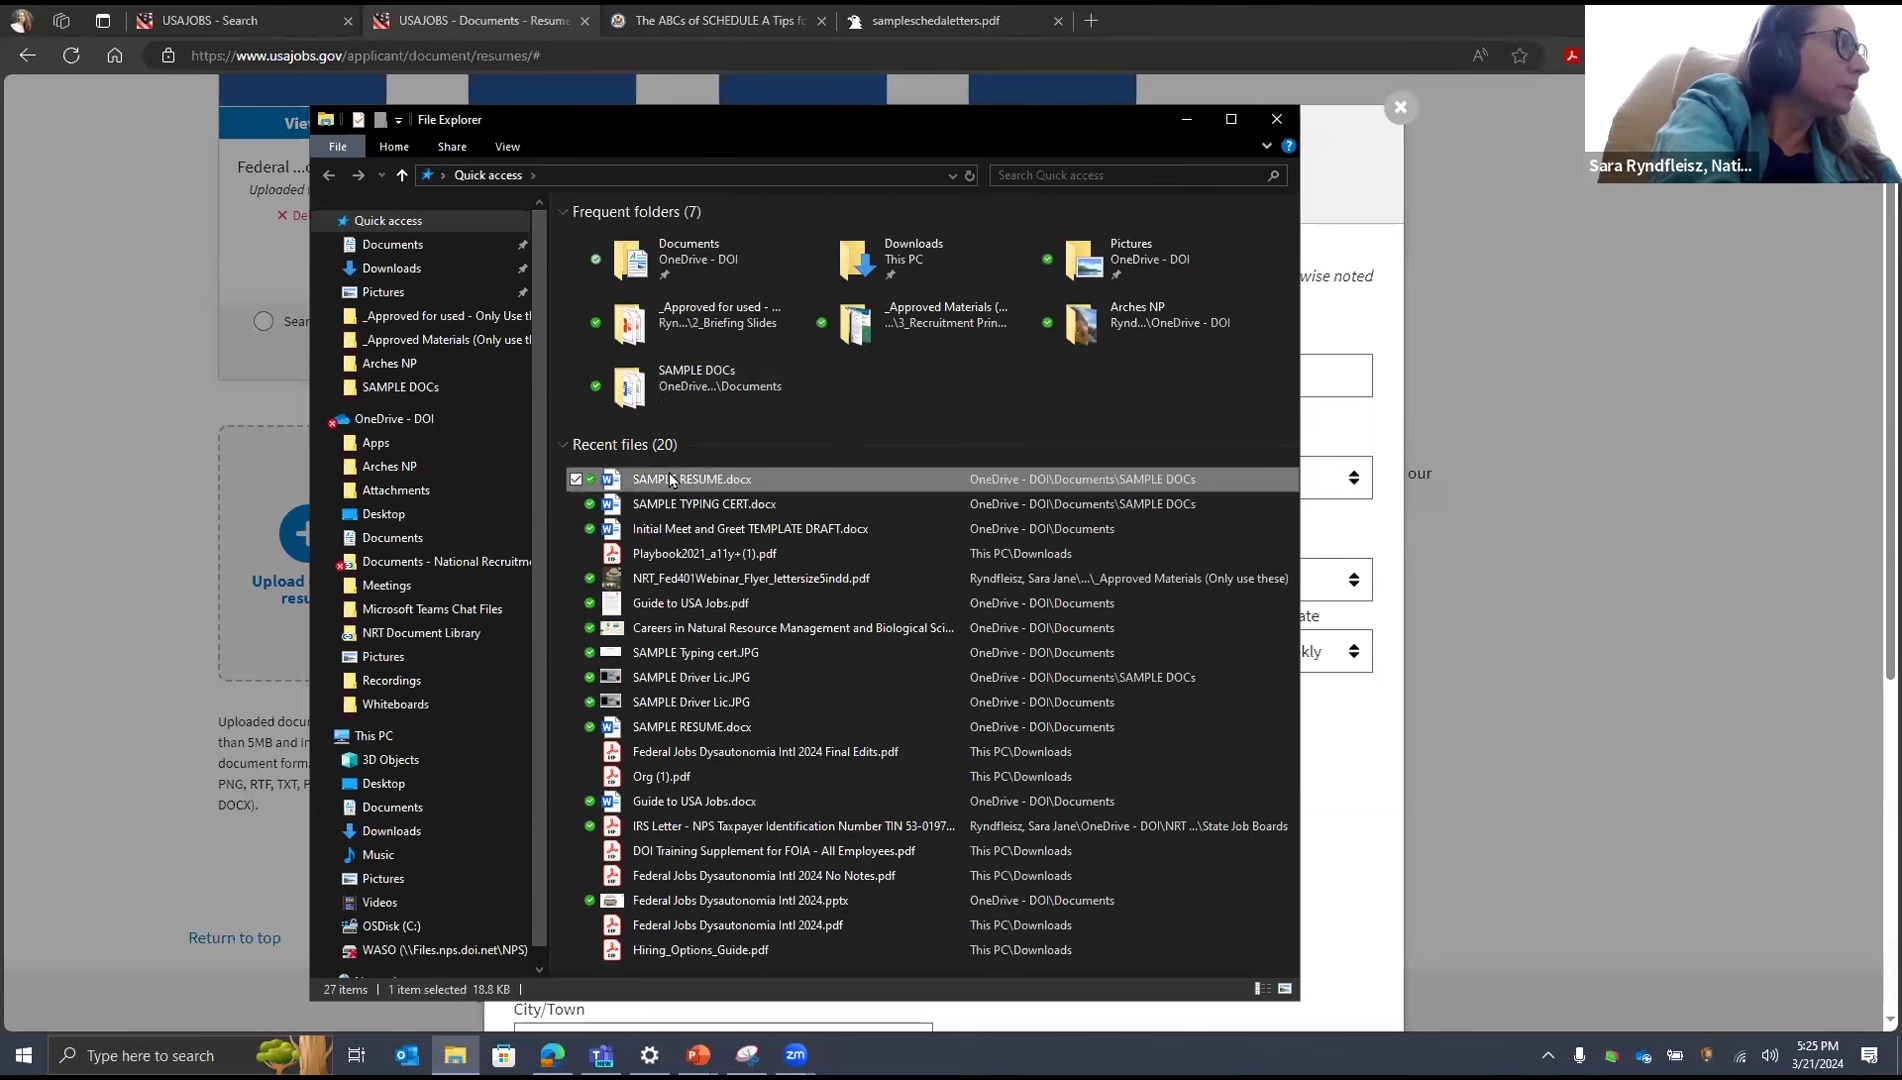 USAJOBS - Search
USAJOBS - Documents - Resume
The ABCs of SCHEDULE A Tips fo
sampleschedaletters.pdf
https://www.usajobs.gov/applicant/document/resumes/#
Sara Ryndfleisz, Nati...
File Explorer
File
Home
Share
View
Quick access
Search Quick access
Quick access
Documents
Downloads
Pictures
_Approved for used - Only Use th
_Approved Materials (Only use th
Arches NP
SAMPLE DOCs
OneDrive - DOI
Apps
Arches NP
Attachments
Desktop
Documents
Documents - National Recruitme
Meetings
Microsoft Teams Chat Files
NRT Document Library
Pictures
Recordings
Whiteboards
This PC
3D Objects
Desktop
Documents
Downloads
Music
Pictures
Videos
OSDisk (C:)
WASO (\\Files.nps.doi.net\NPS)
Frequent folders (7)
Documents
OneDrive - DOI
Downloads
This PC
Pictures
OneDrive - DOI
_Approved for used - ...
Ryn...\2_Briefing Slides
_Approved Materials (...
...\3_Recruitment Prin...
Arches NP
Rynd...\OneDrive - DOI
SAMPLE DOCs
OneDrive...\Documents
Recent files (20)
SAMPLE RESUME.docx OneDrive - DOI\Documents\SAMPLE DOCs
SAMPLE TYPING CERT.docx OneDrive - DOI\Documents\SAMPLE DOCs
Initial Meet and Greet TEMPLATE DRAFT.docx OneDrive - DOI\Documents
Playbook2021_a11y+(1).pdf This PC\Downloads
NRT_Fed401Webinar_Flyer_lettersize5indd.pdf Ryndfleisz, Sara Jane\...\_Approved Materials (Only use these)
Guide to USA Jobs.pdf OneDrive - DOI\Documents
Careers in Natural Resource Management and Biological Sci... OneDrive - DOI\Documents
SAMPLE Typing cert.JPG OneDrive - DOI\Documents
SAMPLE Driver Lic.JPG OneDrive - DOI\Documents\SAMPLE DOCs
SAMPLE Driver Lic.JPG OneDrive - DOI\Documents
SAMPLE RESUME.docx OneDrive - DOI\Documents
Federal Jobs Dysautonomia Intl 2024 Final Edits.pdf This PC\Downloads
Org (1).pdf This PC\Downloads
Guide to USA Jobs.docx OneDrive - DOI\Documents
IRS Letter - NPS Taxpayer Identification Number TIN 53-0197... Ryndfleisz, Sara Jane\OneDrive - DOI\NRT ...\State Job Boards
DOI Training Supplement for FOIA - All Employees.pdf This PC\Downloads
Federal Jobs Dysautonomia Intl 2024 No Notes.pdf This PC\Downloads
Federal Jobs Dysautonomia Intl 2024.pptx OneDrive - DOI\Documents
Federal Jobs Dysautonomia Intl 2024.pdf This PC\Downloads
Hiring_Options_Guide.pdf This PC\Downloads
27 items
1 item selected 18.8 KB
Vie
Federal ...c
Uploaded
De
Sear
Upload
resu
Uploaded docu
than 5MB and in
document forma
PNG, RTF, TXT, P
DOCX).
Return to top
wise noted
our
ate
kly
City/Town
Type here to search
zm
5:25 PM
3/21/2024